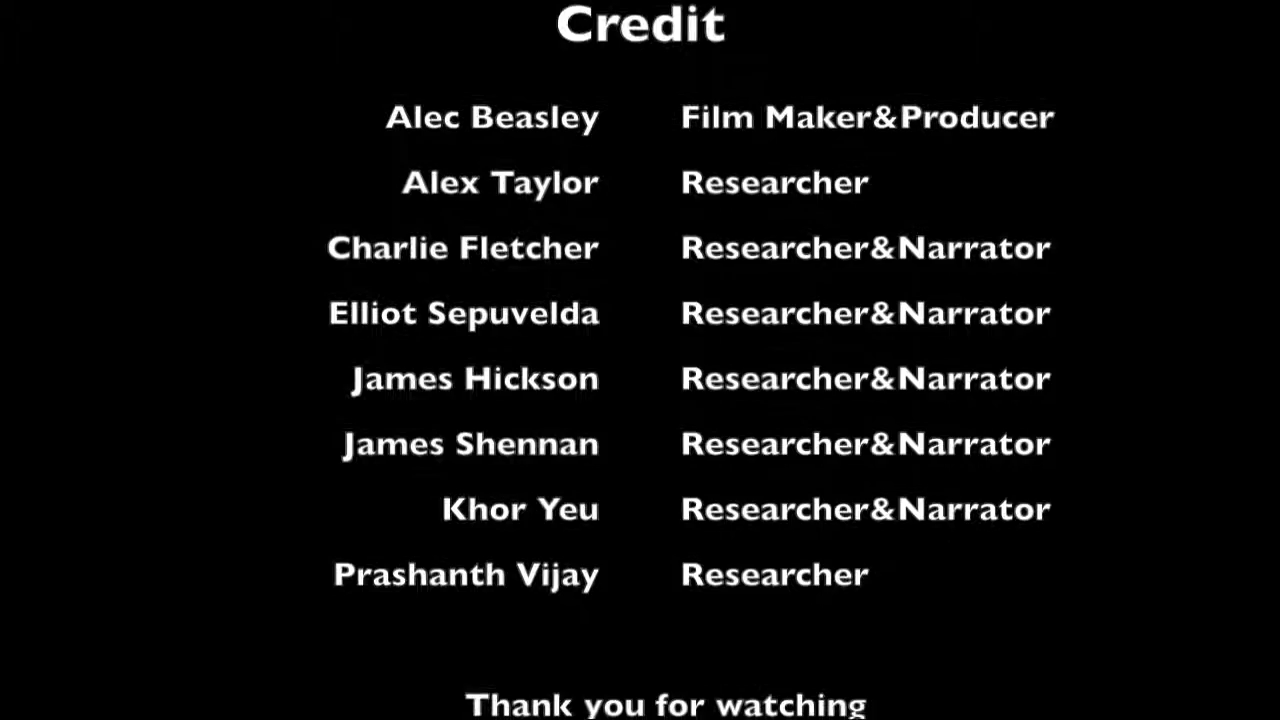 Credit
Alec Beasley Film Maker&Producer
Alex Taylor Researcher
Charlie Fletcher Researcher&Narrator
Elliot Sepuvelda Researcher&Narrator
James Hickson Researcher&Narrator
James Shennan Researcher&Narrator
Khor Yeu Researcher&Narrator
Prashanth Vijay Researcher
Thank you for watching